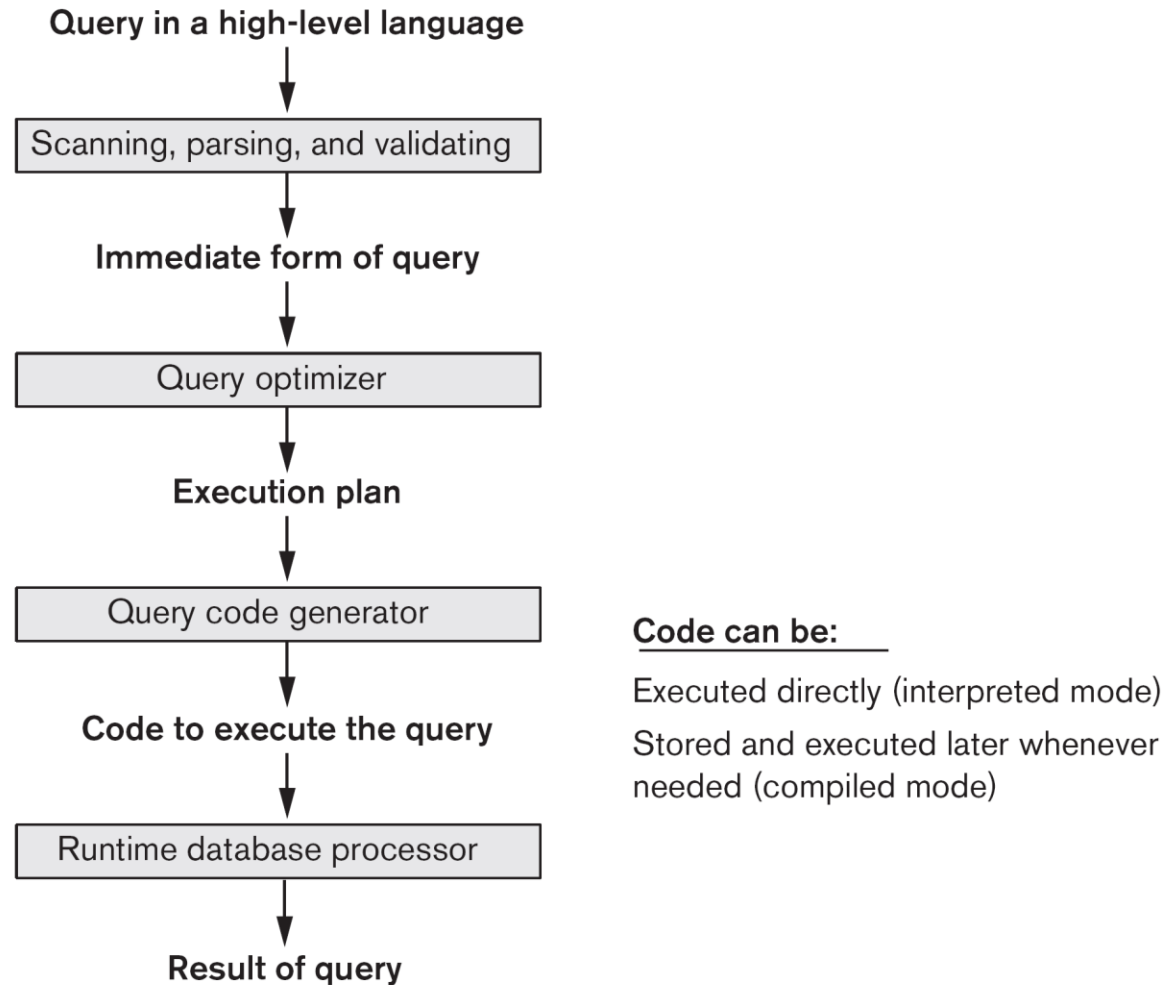 Query in a high-level language
Scanning, parsing, and validating
Immediate form of query
Query optimizer
Execution plan
Query code generator
Code can be:
Executed directly (interpreted mode)
Code to execute the query
Stored and executed later whenever
needed (compiled mode)
Runtime database processor
Result of query